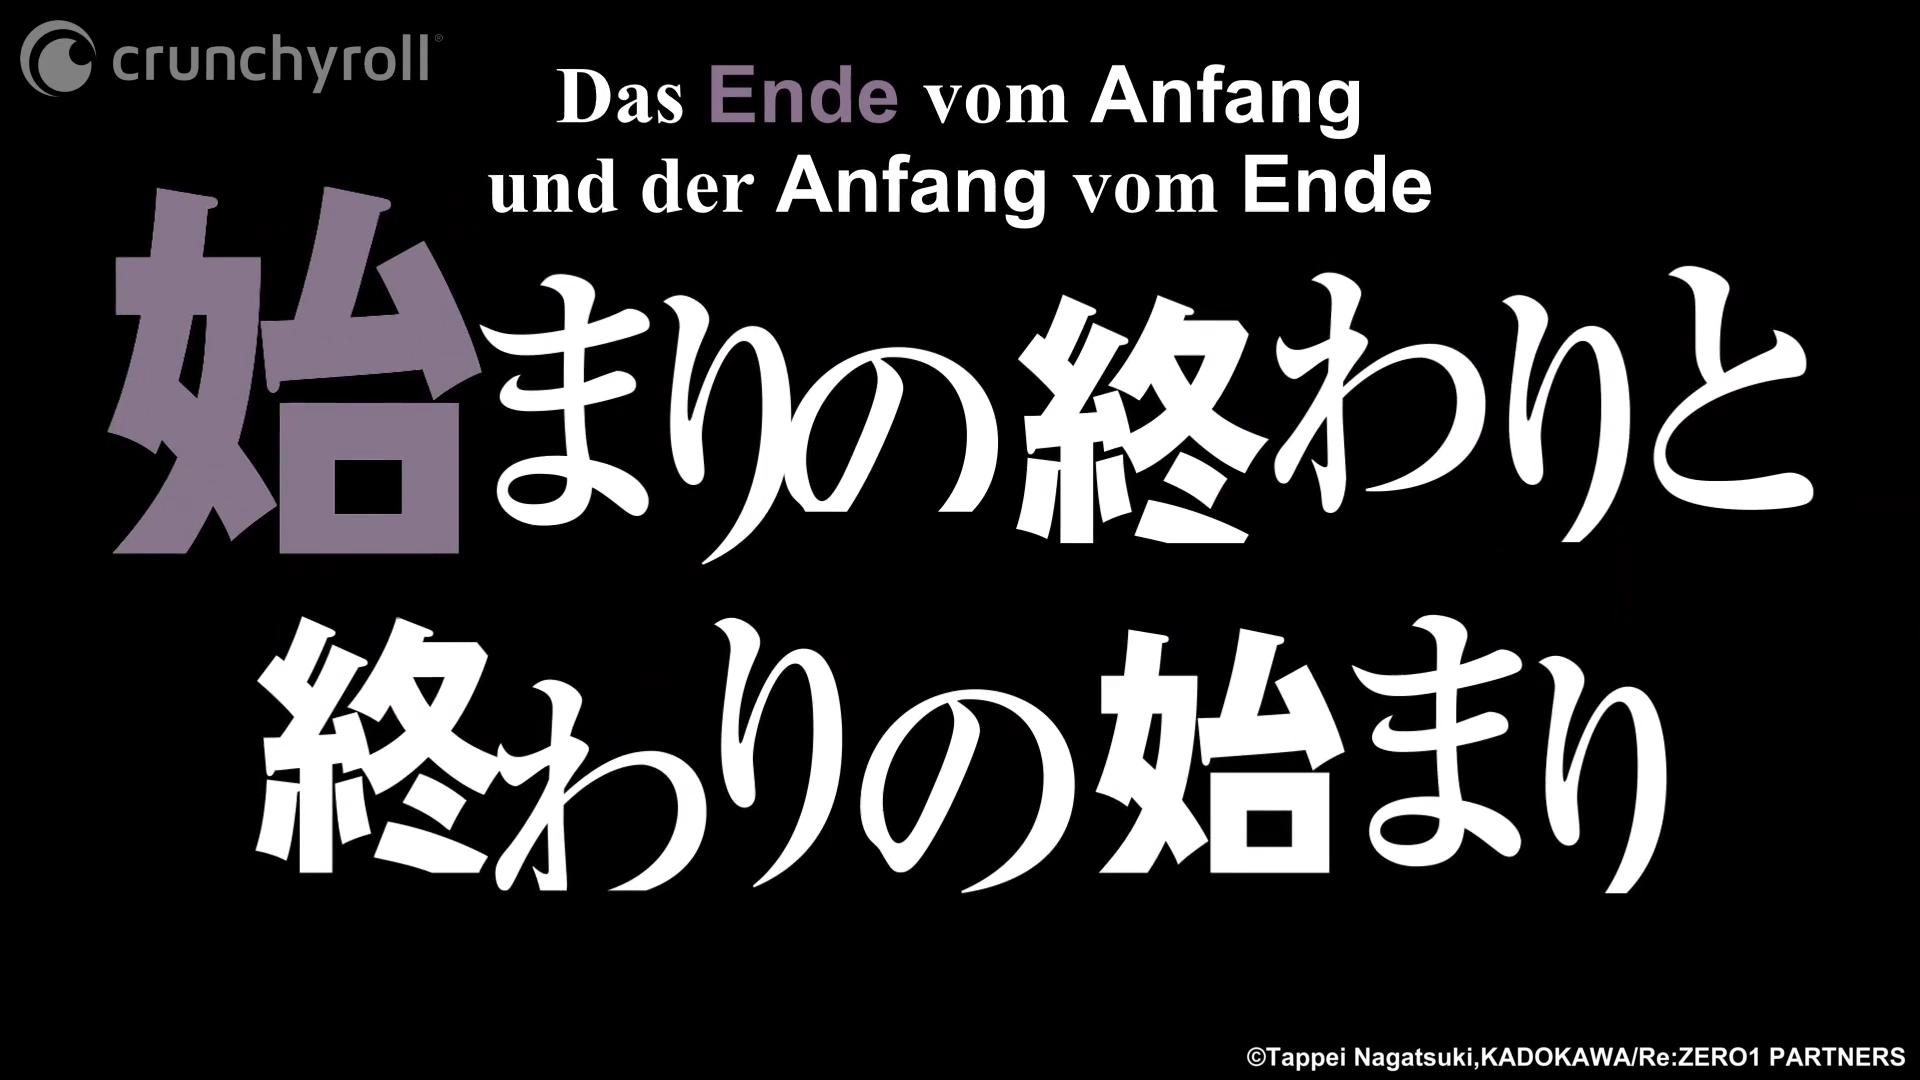 crunchyroll®
Das Ende vom Anfang
und der Anfang vom Ende
始まりの終わりと
終わりの始まり
©Tappei Nagatsuki,KADOKAWA/Re:ZERO1 PARTNERS